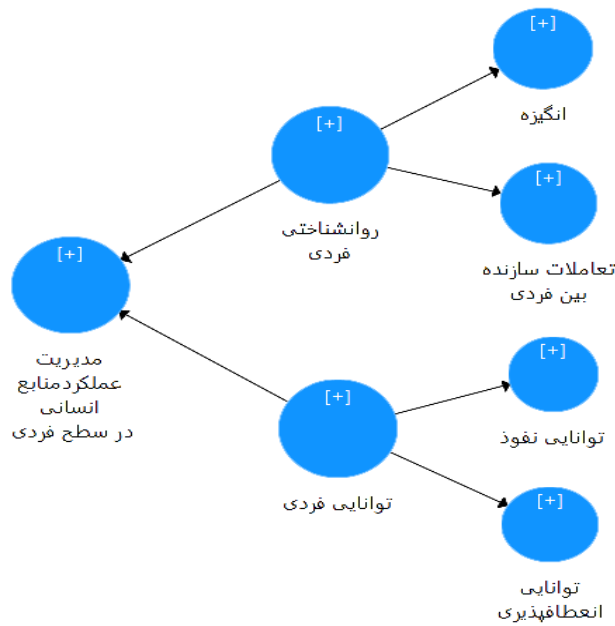 [+]
انگیزه
[+]
روانشناختی
فردی
[+]
تعاملات سازنده
بین فردی
[+]
مدیریت
عملکردمنابع
انسانی
در سطح فردی
[+]
توانایی نفوذ
[+]
توانایی فردی
[+]
توانایی
انعطافپذیری